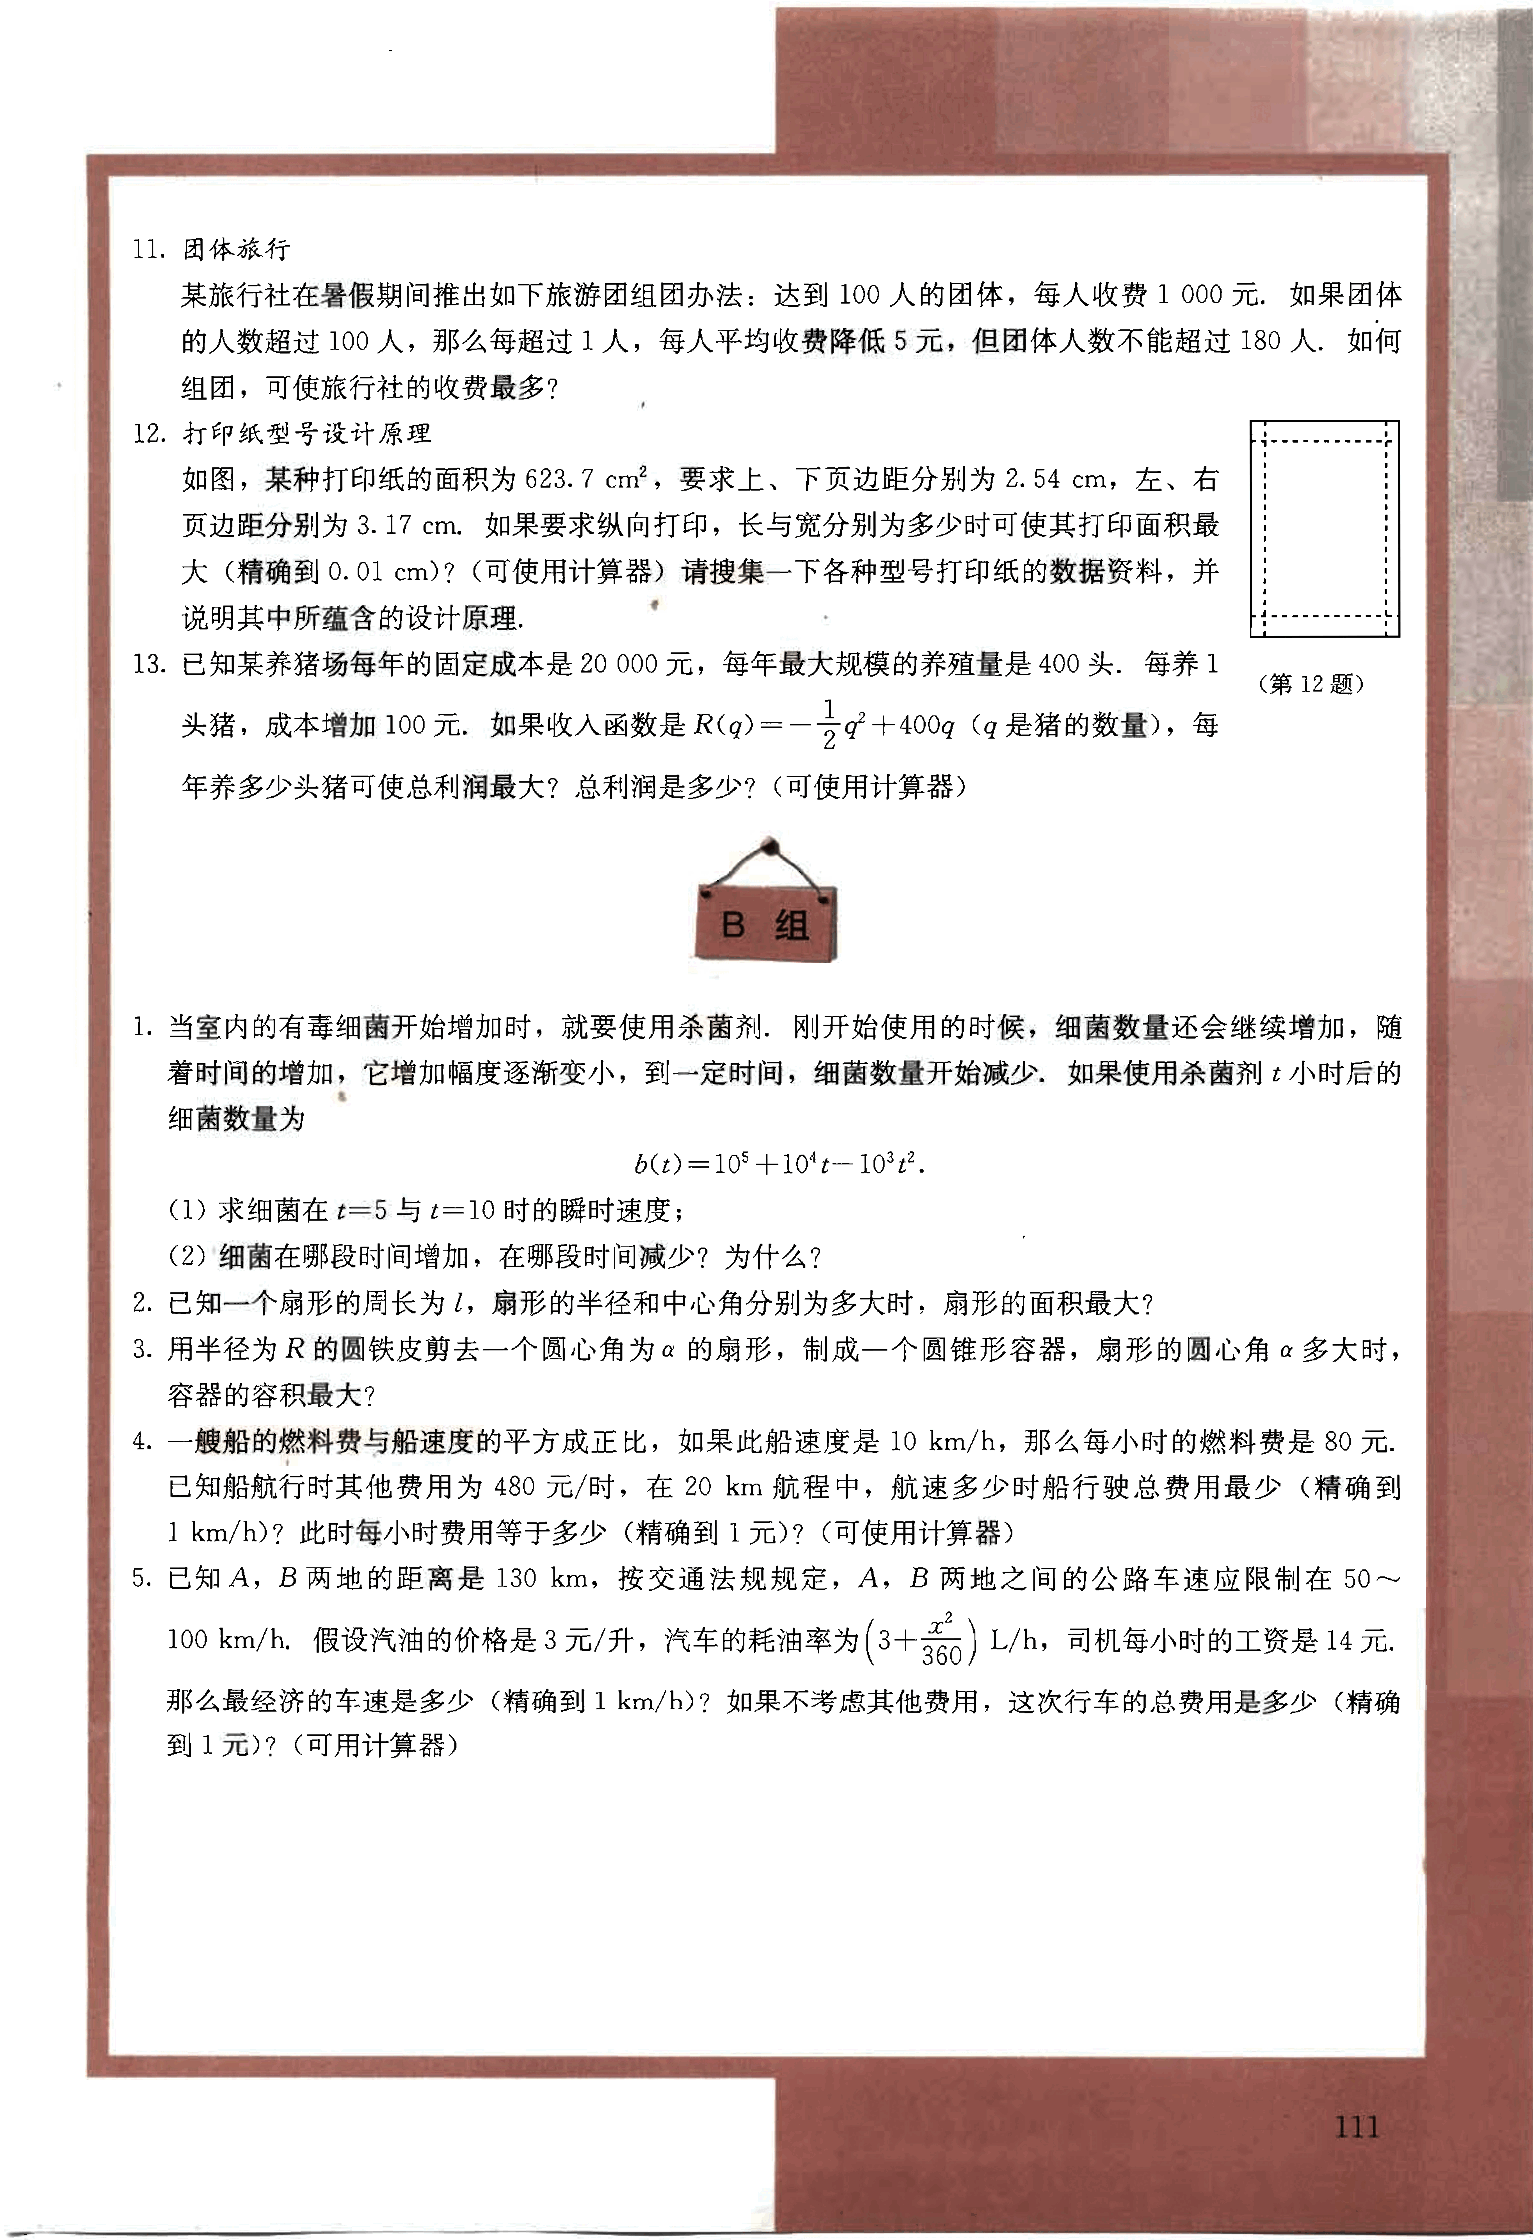 11. 团体旅行
某旅行社在暑假期间推出如下旅游团组团办法：达到 100 人的团体，每人收费 1 000 元. 如果团体
的人数超过 100 人，那么每超过 1 人，每人平均收费降低 5 元，但团体人数不能超过 180 人. 如何
组团，可使旅行社的收费最多？
12. 打印纸型号设计原理
如图，某种打印纸的面积为 623.7 cm²，要求上、下页边距分别为 2.54 cm，左、右
页边距分别为 3.17 cm. 如果要求纵向打印，长与宽分别为多少时可使其打印面积最
大（精确到 0.01 cm）？（可使用计算器）请搜集一下各种型号打印纸的数据资料，并
说明其中所蕴含的设计原理.
（第 12 题）
13. 已知某养猪场每年的固定成本是 20 000 元，每年最大规模的养殖量是 400 头. 每养 1
头猪，成本增加 100 元. 如果收入函数是 R(q)=-\frac{1}{2}q²+400q（q 是猪的数量），每
年养多少头猪可使总利润最大？总利润是多少？（可使用计算器）
B 组
1. 当室内的有毒细菌开始增加时，就要使用杀菌剂. 刚开始使用的时候，细菌数量还会继续增加，随
着时间的增加，它增加幅度逐渐变小，到一定时间，细菌数量开始减少. 如果使用杀菌剂 t 小时后的
细菌数量为
b(t)=10⁵+10⁴t-10³t².
（1）求细菌在 t=5 与 t=10 时的瞬时速度；
（2）细菌在哪段时间增加，在哪段时间减少？为什么？
2. 已知一个扇形的周长为 l，扇形的半径和中心角分别为多大时，扇形的面积最大？
3. 用半径为 R 的圆铁皮剪去一个圆心角为 α 的扇形，制成一个圆锥形容器，扇形的圆心角 α 多大时，
容器的容积最大？
4. 一艘船的燃料费与船速度的平方成正比，如果此船速度是 10 km/h，那么每小时的燃料费是 80 元.
已知船航行时其他费用为 480 元/时，在 20 km 航程中，航速多少时船行驶总费用最少（精确到
1 km/h）？此时每小时费用等于多少（精确到 1 元）？（可使用计算器）
5. 已知 A，B 两地的距离是 130 km，按交通法规规定，A，B 两地之间的公路车速应限制在 50～
100 km/h. 假设汽油的价格是 3 元/升，汽车的耗油率为(3+\frac{x²}{360}) L/h，司机每小时的工资是 14 元.
那么最经济的车速是多少（精确到 1 km/h）？如果不考虑其他费用，这次行车的总费用是多少（精确
到 1 元）？（可用计算器）
111